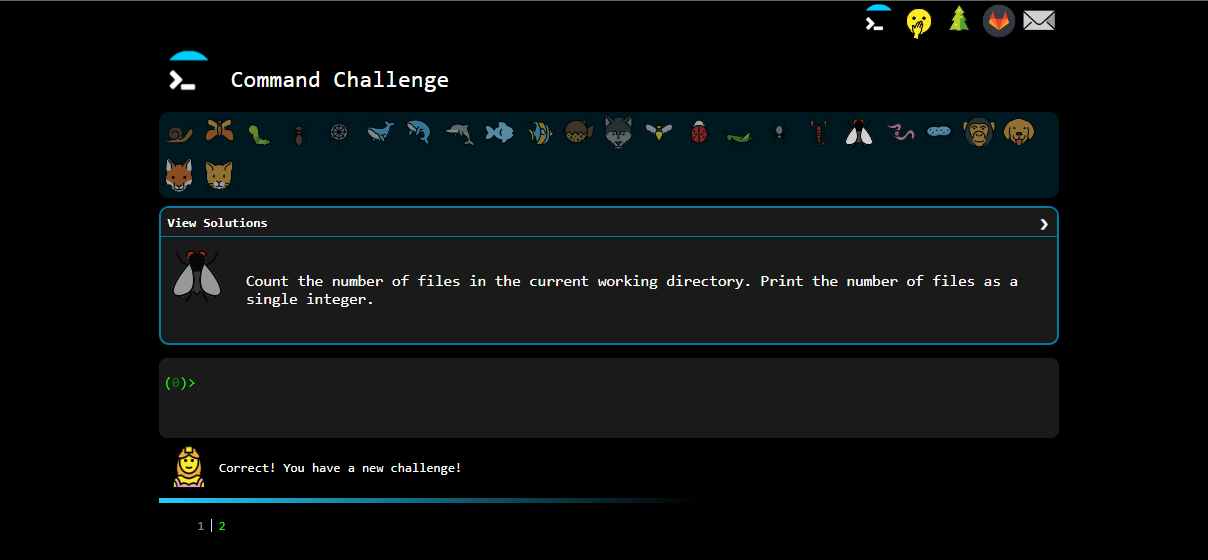 Command Challenge
View Solutions
Count the number of files in the current working directory. Print the number of files as a
single integer.
(0)>
Correct! You have a new challenge!
1 | 2